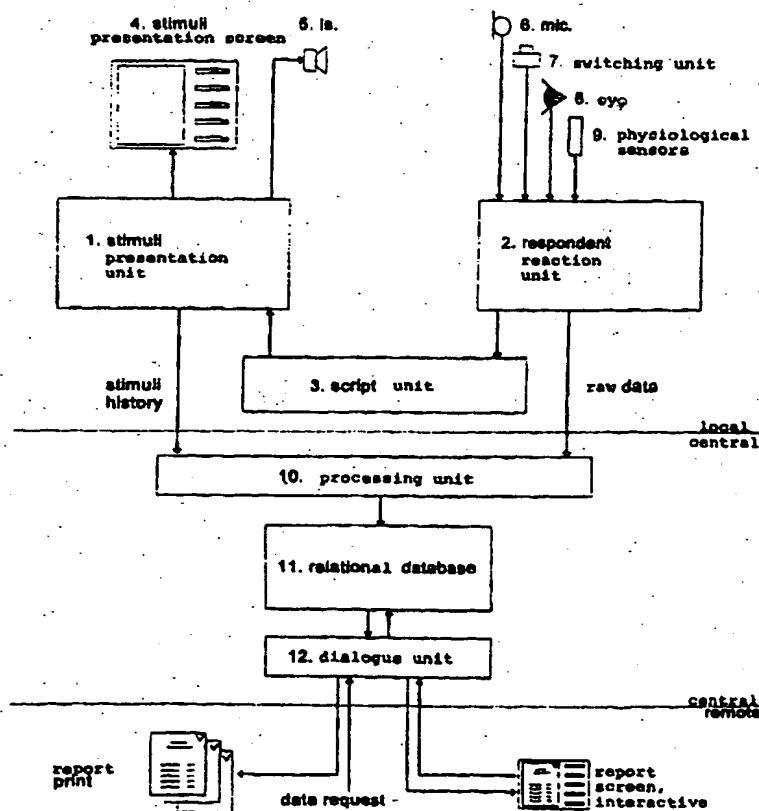 4. stimuli
presentation screen
5. ls.
6. mic.
7. switching unit
8. eye
9. physiological
sensors
1. stimuli
presentation
unit
2. respondent
reaction
unit
3. script unit
stimuli
history
raw data
local
central
10. processing unit
11. relational database
12. dialogus unit
central
remote
report
print
data request
report
screen,
interactive